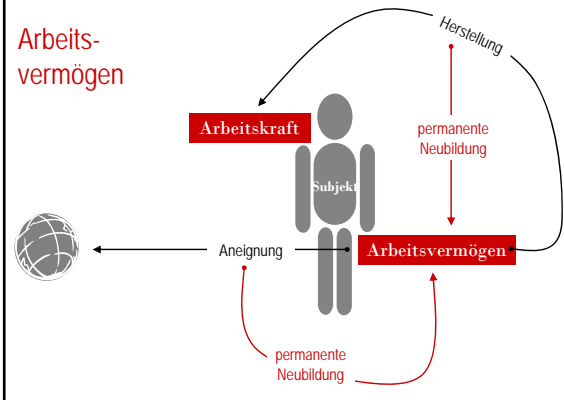 Arbeits-
vermögen
Herstellung
Arbeitskraft
permanente
Neubildung
Subjekt
Aneignung
Arbeitsvermögen
permanente
Neubildung